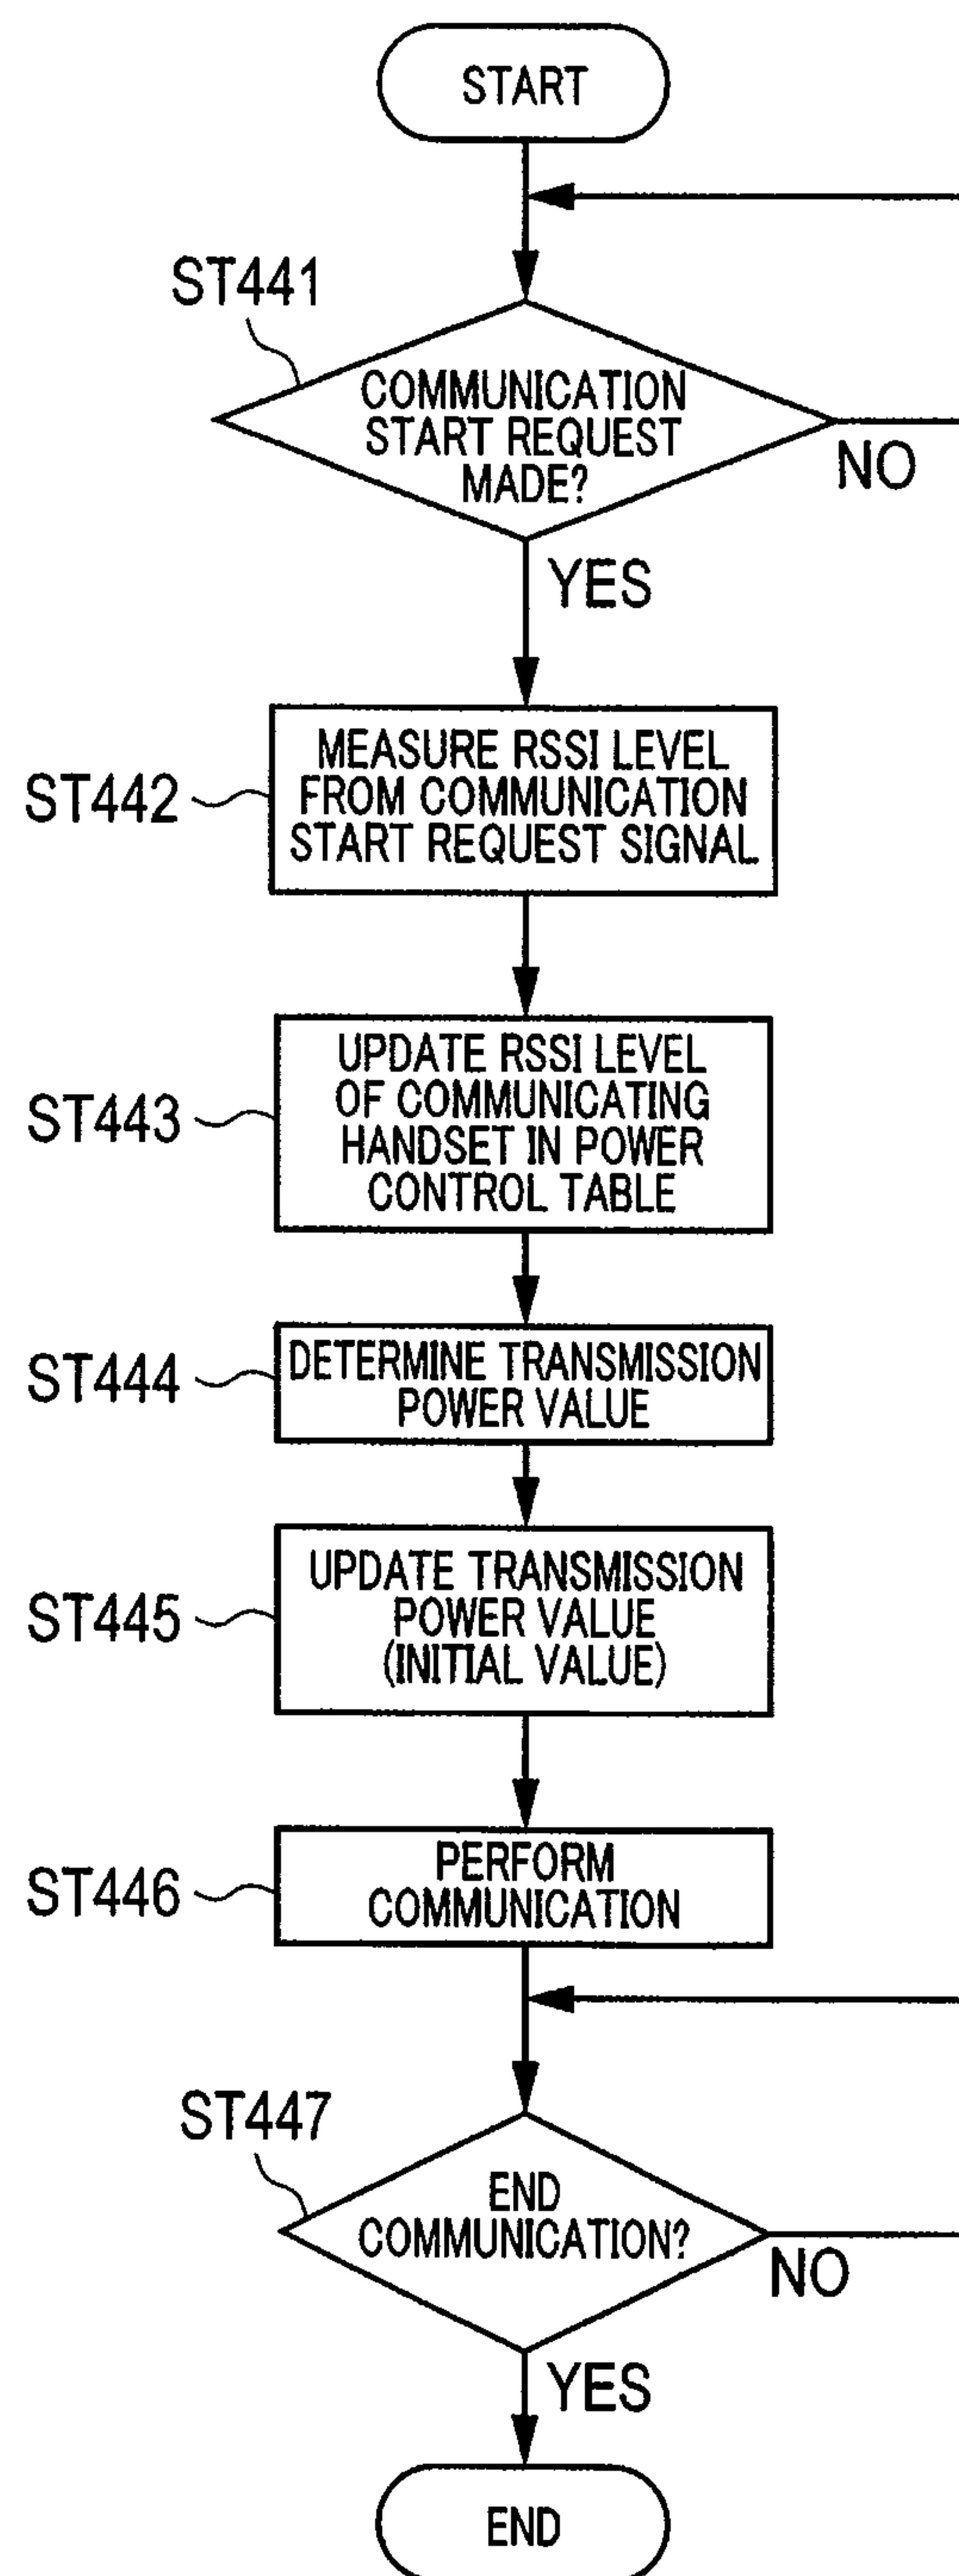 START
ST441
COMMUNICATION
START REQUEST
MADE?
NO
YES
ST442
MEASURE RSSI LEVEL
FROM COMMUNICATION
START REQUEST SIGNAL
ST443
UPDATE RSSI LEVEL
OF COMMUNICATING
HANDSET IN POWER
CONTROL TABLE
ST444
DETERMINE TRANSMISSION
POWER VALUE
ST445
UPDATE TRANSMISSION
POWER VALUE
(INITIAL VALUE)
ST446
PERFORM
COMMUNICATION
ST447
END
COMMUNICATION?
NO
YES
END